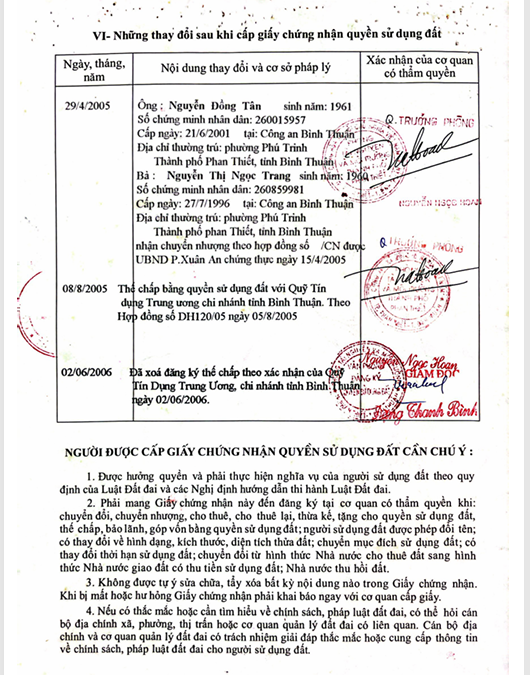 VI- Những thay đổi sau khi cấp giấy chứng nhận quyền sử dụng đất
Ngày, tháng, năm
Nội dung thay đổi và cơ sở pháp lý
Xác nhận của cơ quan có thẩm quyền
29/4/2005
Ông : Nguyễn Đồng Tân sinh năm: 1961
Số chứng minh nhân dân: 260015957
Cấp ngày: 21/6/2001 tại: Công an Bình Thuận
Địa chỉ thường trú: phường Phú Trinh
Thành phố Phan Thiết, tỉnh Bình Thuận
Bà : Nguyễn Thị Ngọc Trang sinh năm: 1960
Số chứng minh nhân dân: 260859981
Cấp ngày: 27/7/1996 tại: Công an Bình Thuận
Địa chỉ thường trú: phường Phú Trinh
Thành phố phan Thiết, tỉnh Bình Thuận
nhận chuyển nhượng theo hợp đồng số /CN được
UBND P.Xuân An chứng thực ngày 15/4/2005
Q. TRƯỞNG PHÒNG
NGUYỄN NGỌC HOAN
08/8/2005 Thế chấp bằng quyền sử dụng đất với Quỹ Tín
dụng Trung ương chi nhánh tỉnh Bình Thuận. Theo
Hợp đồng số DH120/05 ngày 05/8/2005
Q TRƯỞNG PHÒNG
02/06/2006 Đã xoá đăng ký thế chấp theo xác nhận của Quỹ
Tín Dụng Trung Ương, chi nhánh tỉnh Bình Thuận
ngày 02/06/2006.
Nguyễn Ngọc Hoan
GIÁM ĐỐC
Đặng Thanh Bình
NGƯỜI ĐƯỢC CẤP GIẤY CHỨNG NHẬN QUYỀN SỬ DỤNG ĐẤT CẦN CHÚ Ý :
1. Được hưởng quyền và phải thực hiện nghĩa vụ của người sử dụng đất theo quy
định của Luật Đất đai và các Nghị định hướng dẫn thi hành Luật Đất đai.
2. Phải mang Giấy chứng nhận này đến đăng ký tại cơ quan có thẩm quyền khi:
chuyển đổi, chuyển nhượng, cho thuê, cho thuê lại, thừa kế, tặng cho quyền sử dụng đất,
thế chấp, bảo lãnh, góp vốn bằng quyền sử dụng đất; người sử dụng đất được phép đổi tên;
có thay đổi về hình dạng, kích thước, diện tích thửa đất; chuyển mục đích sử dụng đất; có
thay đổi thời hạn sử dụng đất; chuyển đổi từ hình thức Nhà nước cho thuê đất sang hình
thức Nhà nước giao đất có thu tiền sử dụng đất; Nhà nước thu hồi đất.
3. Không được tự ý sửa chữa, tẩy xóa bất kỳ nội dung nào trong Giấy chứng nhận.
Khi bị mất hoặc hư hỏng Giấy chứng nhận phải khai báo ngay với cơ quan cấp giấy.
4. Nếu có thắc mắc hoặc cần tìm hiểu về chính sách, pháp luật đất đai, có thể hỏi cán
bộ địa chính xã, phường, thị trấn hoặc cơ quan quản lý đất đai có liên quan. Cán bộ địa
chính và cơ quan quản lý đất đai có trách nhiệm giải đáp thắc mắc hoặc cung cấp thông tin
về chính sách, pháp luật đất đai cho người sử dụng đất.